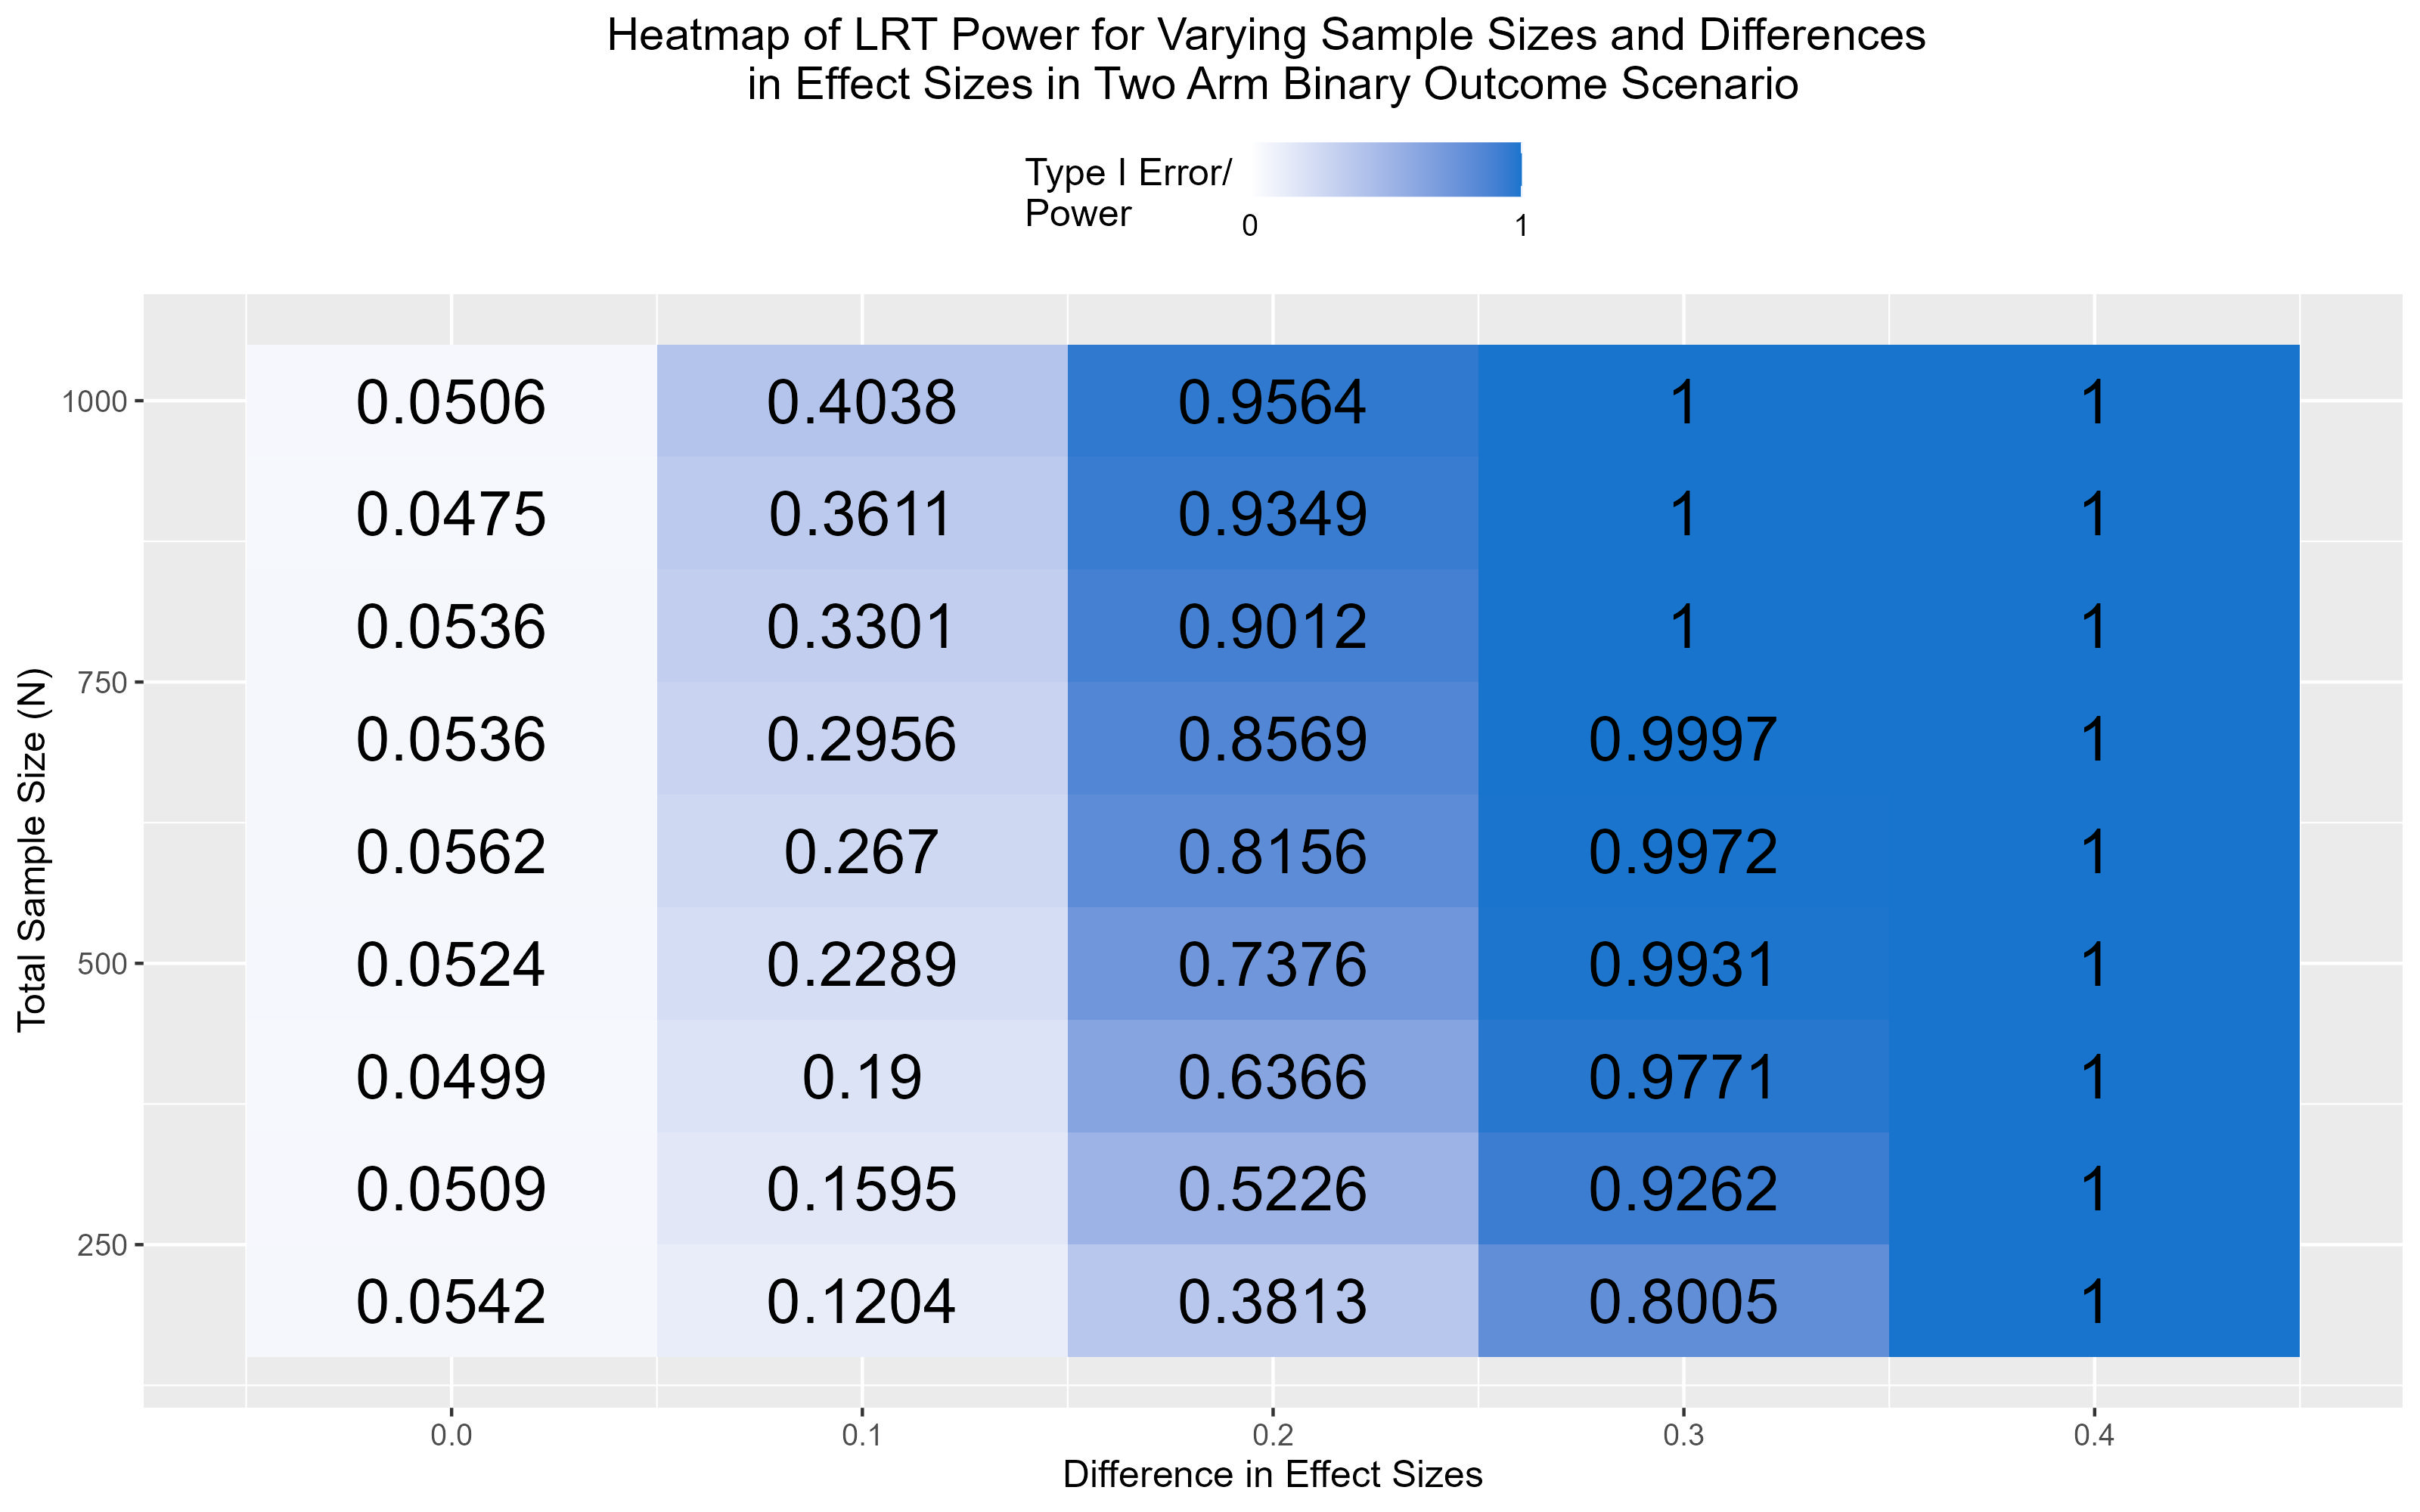 Heatmap of LRT Power for Varying Sample Sizes and Differences
in Effect Sizes in Two Arm Binary Outcome Scenario
Type I Error/
Power
0 1
Total Sample Size (N)
1000 0.0506 0.4038 0.9564 1 1
0.0475 0.3611 0.9349 1 1
0.0536 0.3301 0.9012 1 1
750
0.0536 0.2956 0.8569 0.9997 1
0.0562 0.267 0.8156 0.9972 1
500 0.0524 0.2289 0.7376 0.9931 1
0.0499 0.19 0.6366 0.9771 1
0.0509 0.1595 0.5226 0.9262 1
250
0.0542 0.1204 0.3813 0.8005 1
0.0 0.1 0.2 0.3 0.4
Difference in Effect Sizes